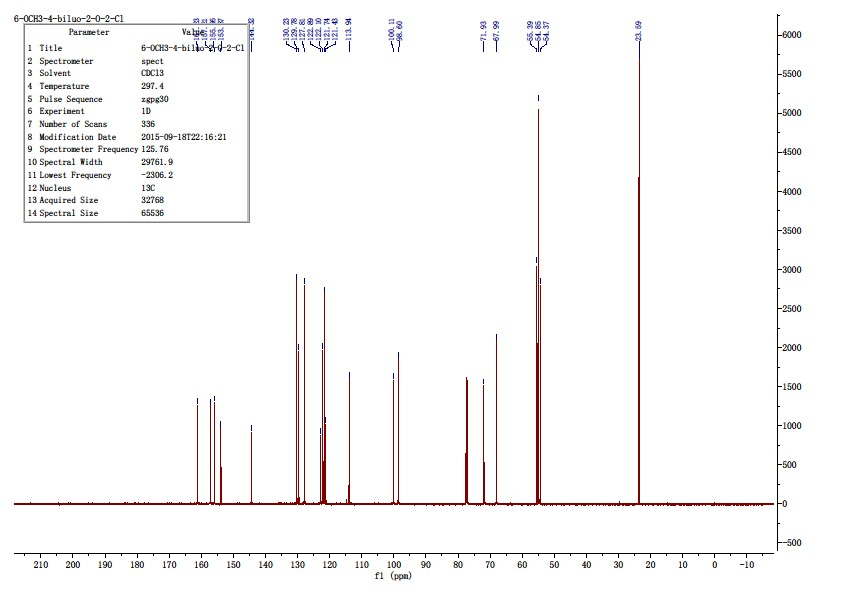 6-OCH3-4-biluo-2-O-2-Cl
Parameter Value
1 Title 6-OCH3-4-biluo-2-O-2-Cl
2 Spectrometer spect
3 Solvent CDCl3
4 Temperature 297.4
5 Pulse Sequence zgpg30
6 Experiment 1D
7 Number of Scans 336
8 Modification Date 2015-09-18T22:16:21
9 Spectrometer Frequency 125.76
10 Spectral Width 29761.9
11 Lowest Frequency -2306.2
12 Nucleus 13C
13 Acquired Size 32768
14 Spectral Size 65536
130.23
129.78
127.81
122.89
122.10
121.74
121.43
113.94
100.11
98.60
71.93
67.99
55.39
54.85
54.37
23.59
6000
5500
5000
4500
4000
3500
3000
2500
2000
1500
1000
500
0
-500
210 200 190 180 170 160 150 140 130 120 110 100 90 80 70 60 50 40 30 20 10 0 -10
f1 (ppm)